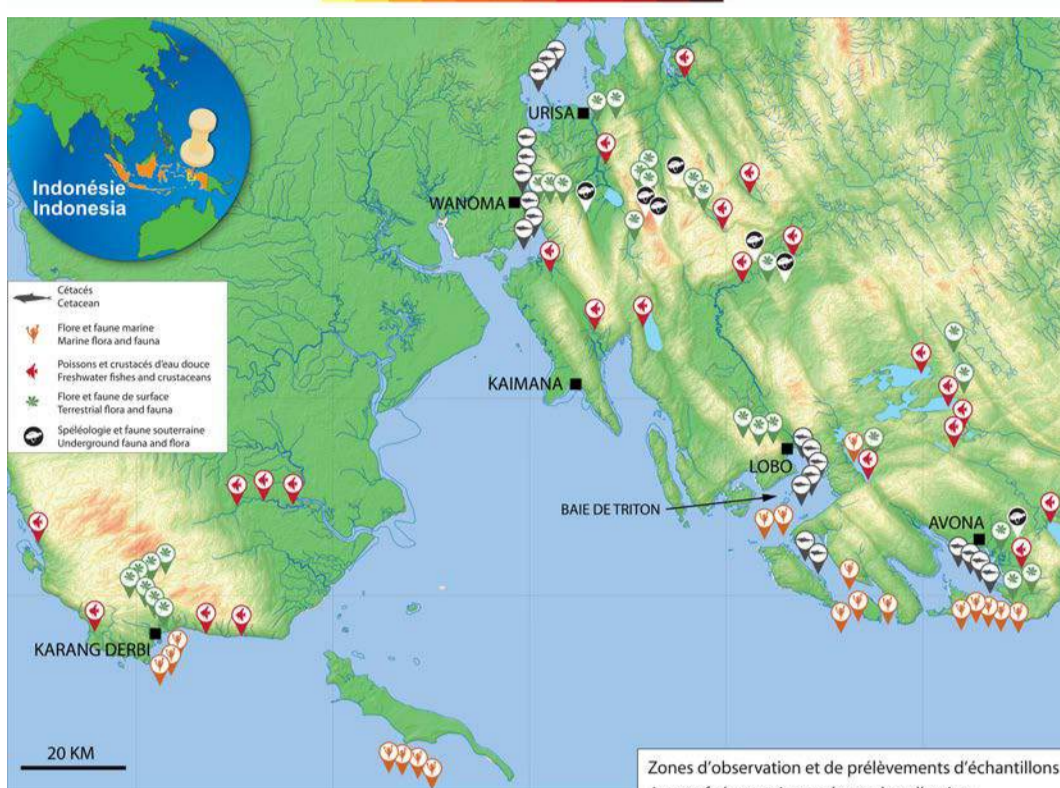 Indonésie
Indonesia
Cétacés
Cetacean
Flore et faune marine
Marine flora and fauna
Poissons et crustacés d'eau douce
Freshwater fishes and crustaceans
Flore et faune de surface
Terrestrial flora and fauna
Spéléologie et faune souterraine
Underground fauna and flora
URISA
WANOMA
KAIMANA
LOBO
BAIE DE TRITON
AVONA
KARANG DERBI
20 KM
Zones d'observation et de prélèvements d'échantillons